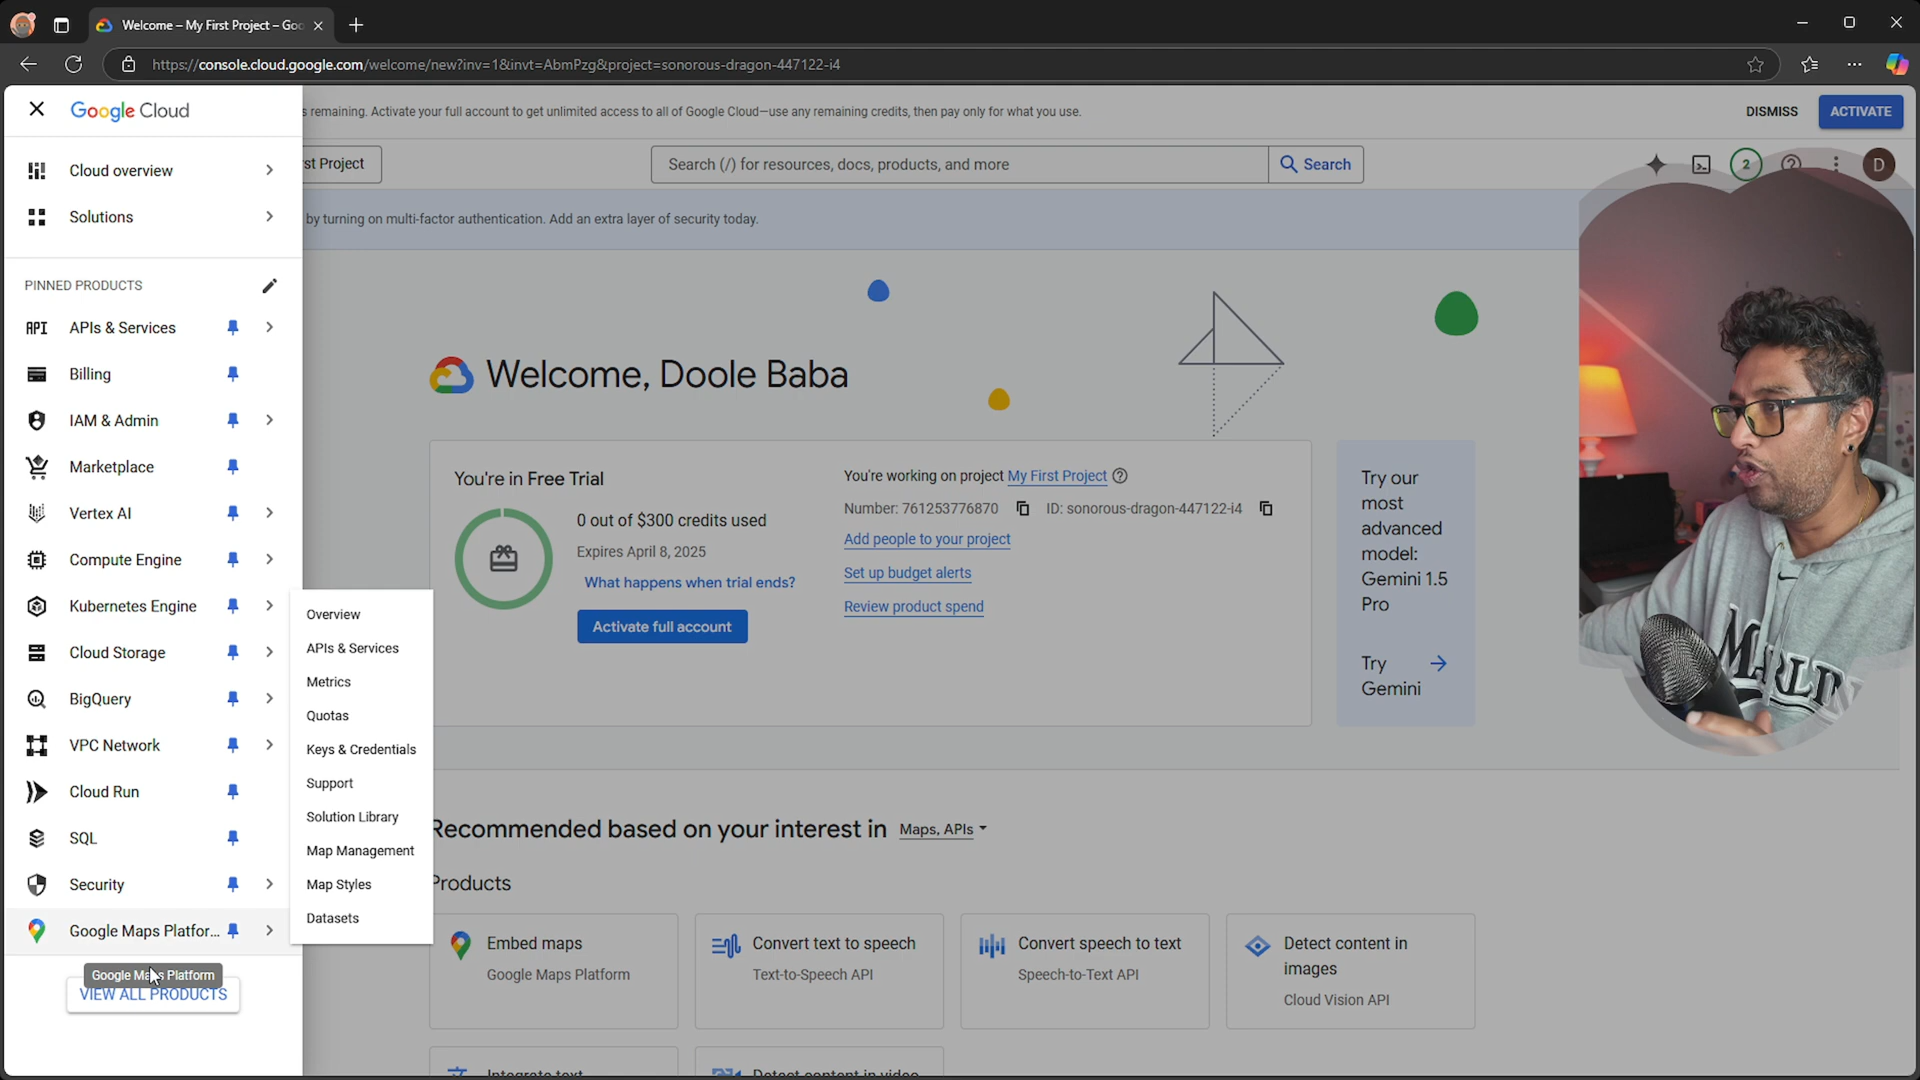 Welcome – My First Project – Goo
https://console.cloud.google.com/welcome/new?inv=1&invt=AbmPzg&project=sonorous-dragon-447122-i4
Google Cloud
s remaining. Activate your full account to get unlimited access to all of Google Cloud—use any remaining credits, then pay only for what you use.
DISMISS
ACTIVATE
Cloud overview
Solutions
st Project
Search (/) for resources, docs, products, and more
Search
2
D
by turning on multi-factor authentication. Add an extra layer of security today.
PINNED PRODUCTS
API APIs & Services
Billing
IAM & Admin
Marketplace
Vertex AI
Compute Engine
Kubernetes Engine
Cloud Storage
BigQuery
VPC Network
Cloud Run
SQL
Security
Google Maps Platfor...
Google Maps Platform
VIEW ALL PRODUCTS
Overview
APIs & Services
Metrics
Quotas
Keys & Credentials
Support
Solution Library
Map Management
Map Styles
Datasets
Welcome, Doole Baba
You're in Free Trial
0 out of $300 credits used
Expires April 8, 2025
What happens when trial ends?
Activate full account
You're working on project My First Project
Number: 761253776870
ID: sonorous-dragon-447122-i4
Add people to your project
Set up budget alerts
Review product spend
Try our
most
advanced
model:
Gemini 1.5
Pro
Try
Gemini
Recommended based on your interest in Maps, APIs
Products
Embed maps
Google Maps Platform
Convert text to speech
Text-to-Speech API
Convert speech to text
Speech-to-Text API
Detect content in
images
Cloud Vision API
Integrate text
Detect content in video